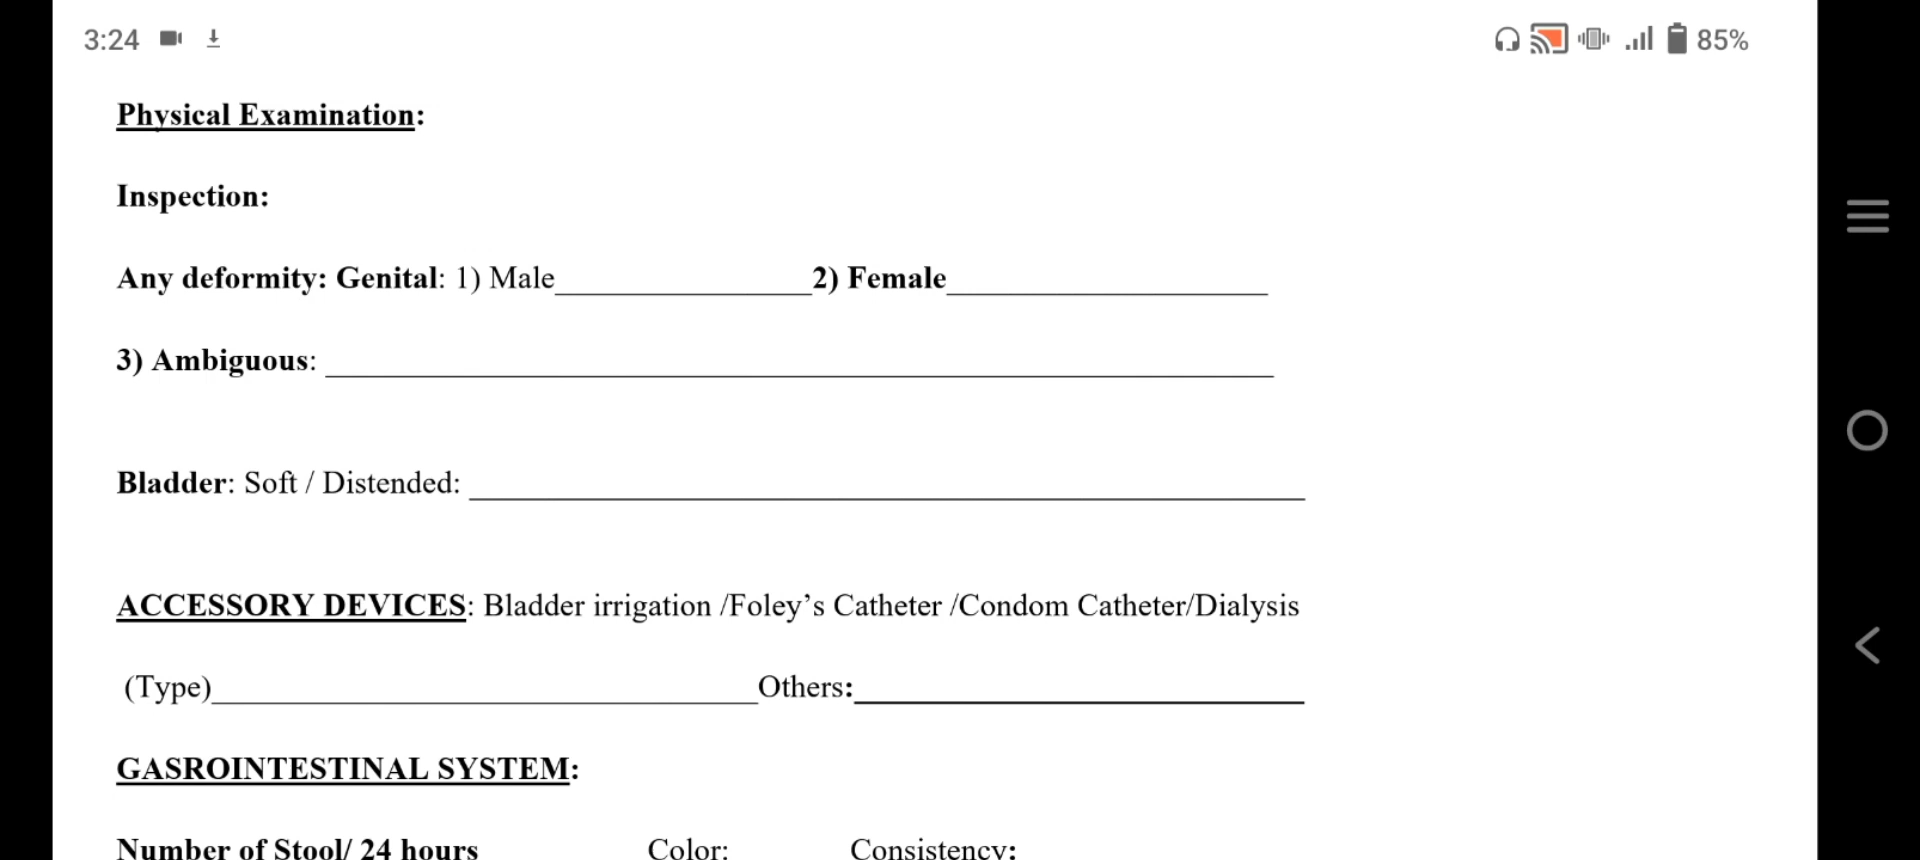 3:24 85%
Physical Examination:
Inspection:
Any deformity: Genital: 1) Male________________2) Female____________________
3) Ambiguous: ___________________________________________________________
Bladder: Soft / Distended: ____________________________________________________
ACCESSORY DEVICES: Bladder irrigation /Foley’s Catheter /Condom Catheter/Dialysis
(Type)__________________________________Others:____________________________
GASROINTESTINAL SYSTEM:
Number of Stool/ 24 hours Color: Consistency: